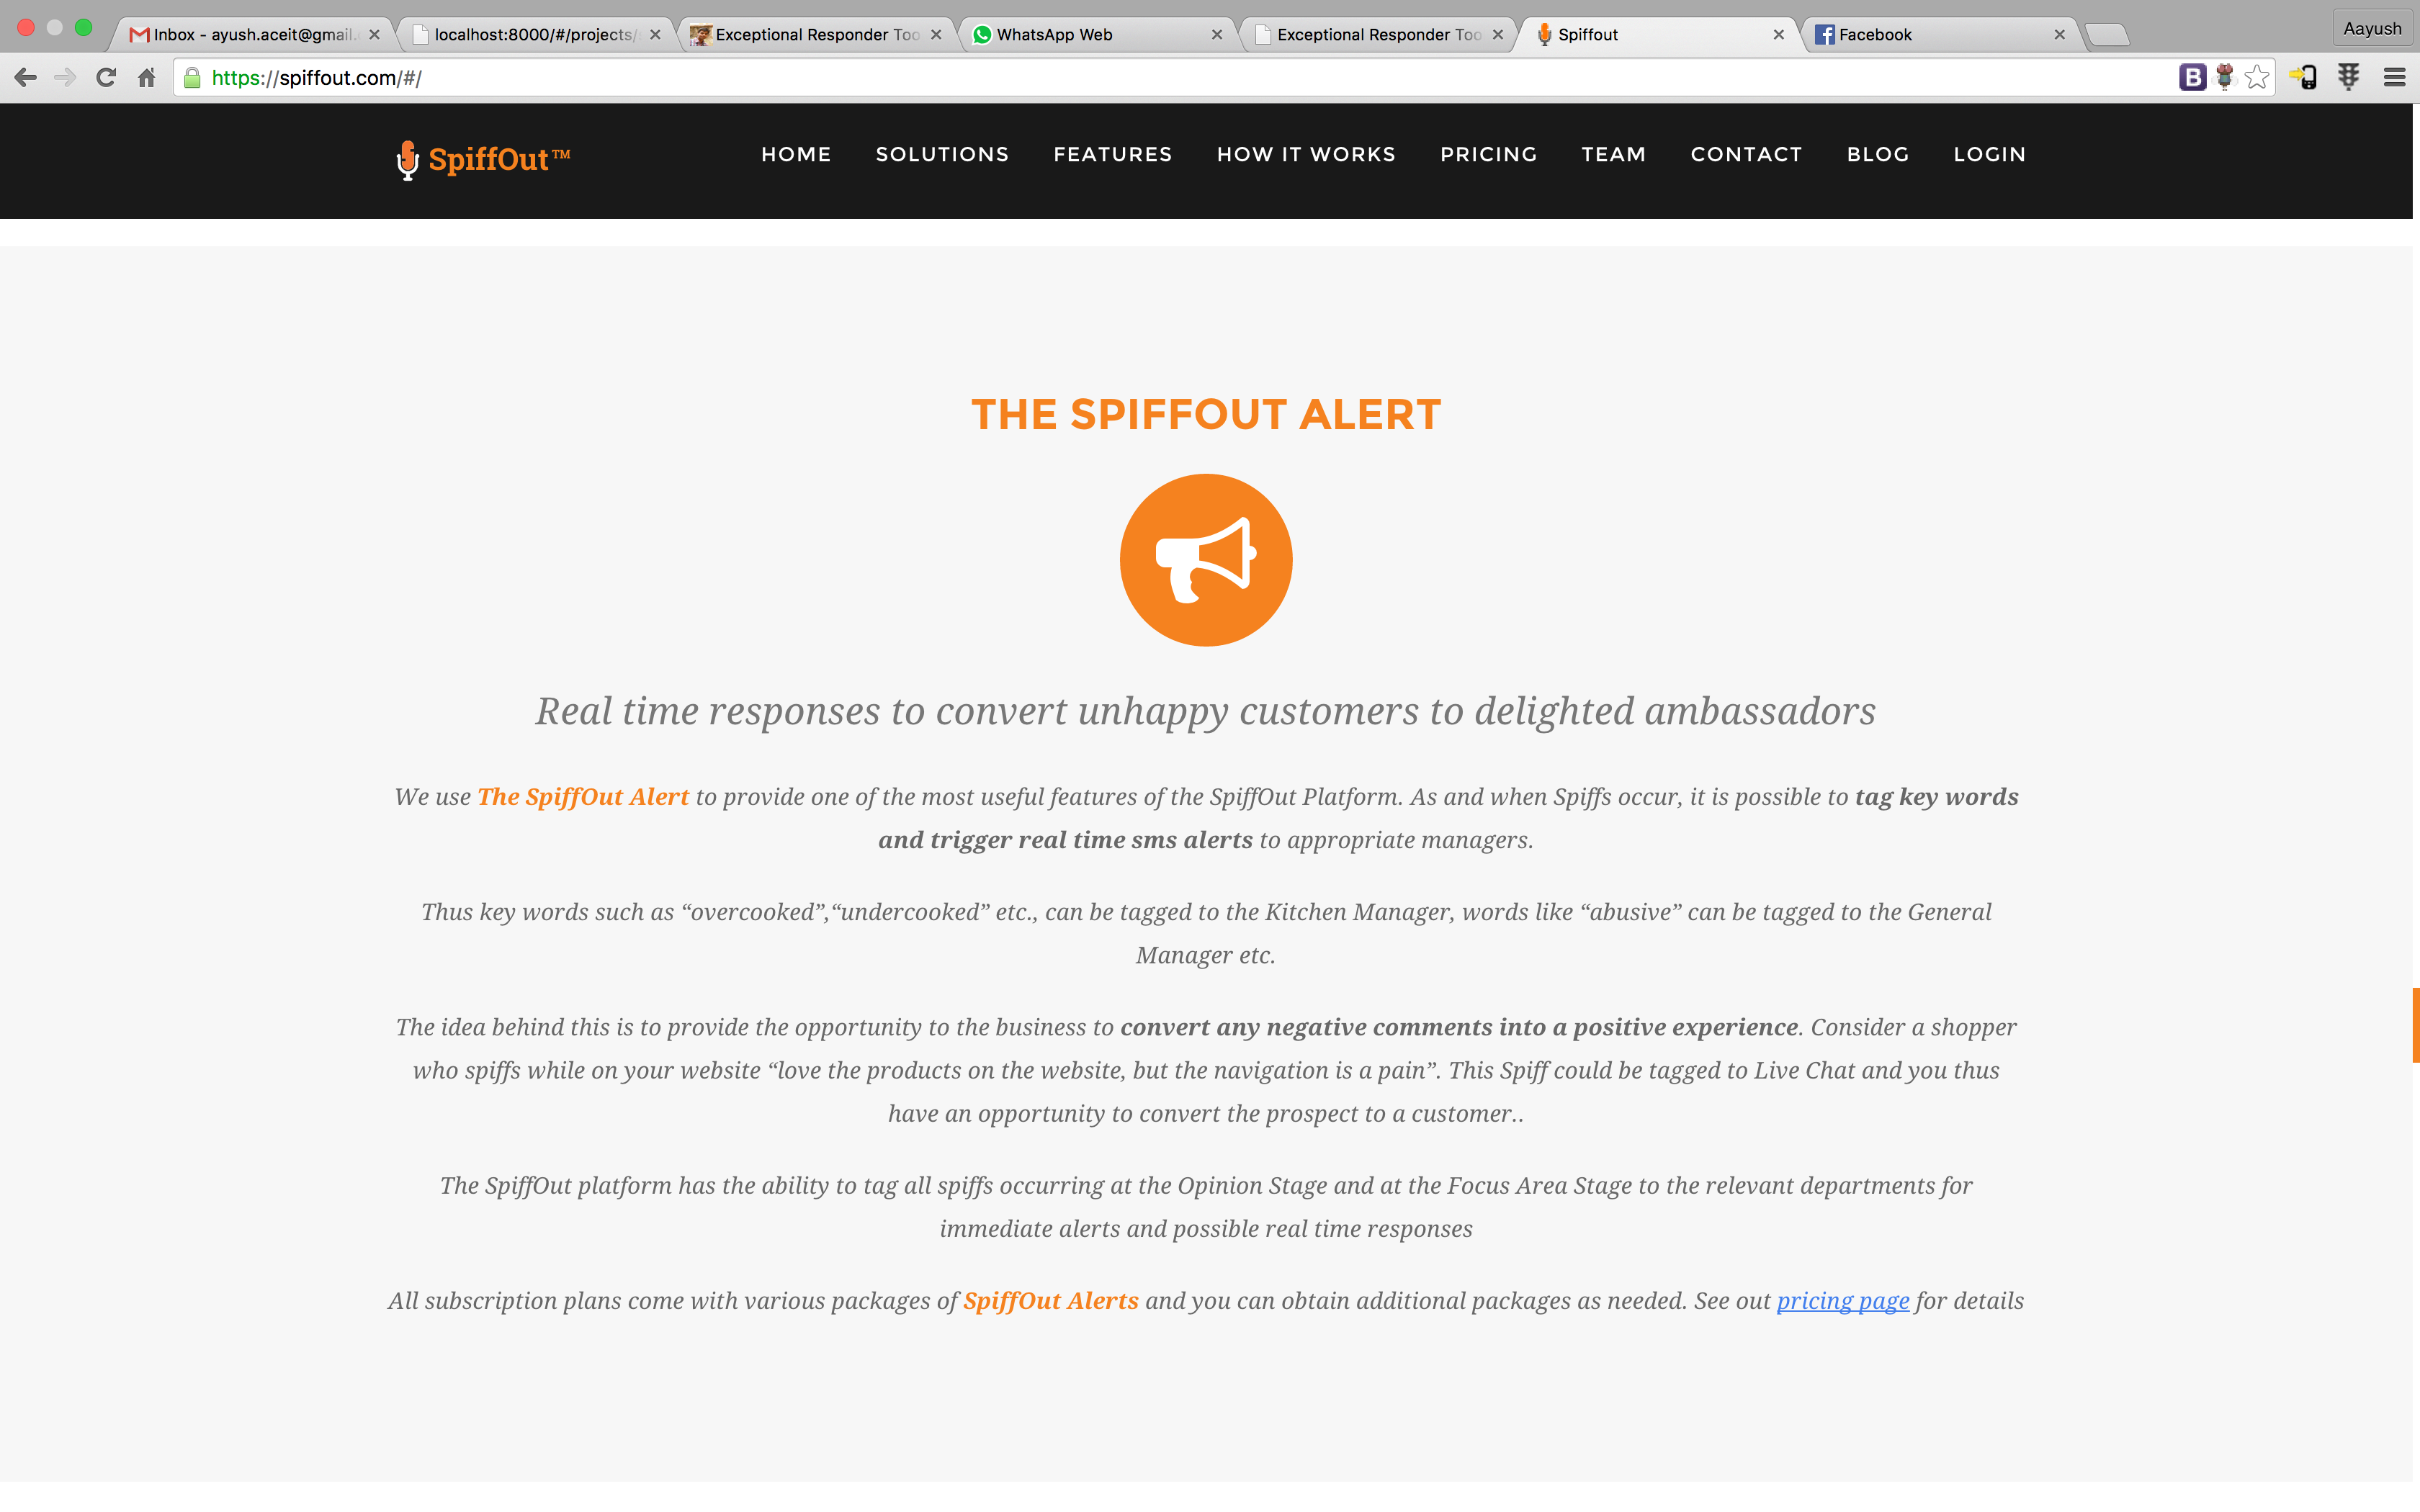 Inbox - ayush.aceit@gmail.
localhost:8000/#/projects/
Exceptional Responder Too
WhatsApp Web
Exceptional Responder Too
Spiffout
Facebook
Aayush
https://spiffout.com/#/
SpiffOut™
HOME
SOLUTIONS
FEATURES
HOW IT WORKS
PRICING
TEAM
CONTACT
BLOG
LOGIN
THE SPIFFOUT ALERT
Real time responses to convert unhappy customers to delighted ambassadors
We use The SpiffOut Alert to provide one of the most useful features of the SpiffOut Platform. As and when Spiffs occur, it is possible to tag key words
and trigger real time sms alerts to appropriate managers.
Thus key words such as “overcooked”,“undercooked” etc., can be tagged to the Kitchen Manager, words like “abusive” can be tagged to the General
Manager etc.
The idea behind this is to provide the opportunity to the business to convert any negative comments into a positive experience. Consider a shopper
who spiffs while on your website “love the products on the website, but the navigation is a pain”. This Spiff could be tagged to Live Chat and you thus
have an opportunity to convert the prospect to a customer..
The SpiffOut platform has the ability to tag all spiffs occurring at the Opinion Stage and at the Focus Area Stage to the relevant departments for
immediate alerts and possible real time responses
All subscription plans come with various packages of SpiffOut Alerts and you can obtain additional packages as needed. See out pricing page for details